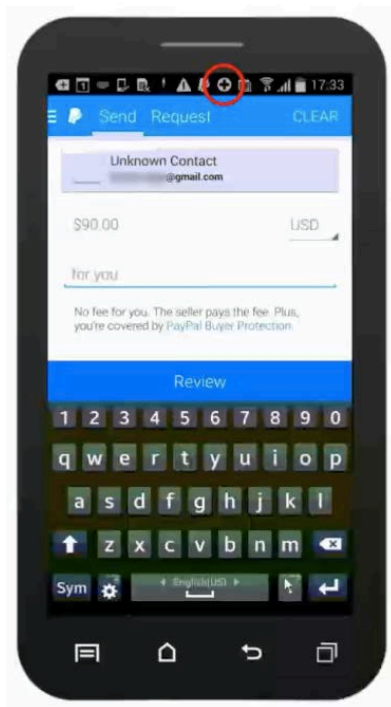 17:33
Send Request CLEAR
Unknown Contact
@gmail.com
$90.00 USD
for you
No fee for you. The seller pays the fee. Plus,
you're covered by PayPal Buyer Protection.
Review
1 2 3 4 5 6 7 8 9 0
q w e r t y u i o p
a s d f g h j k l
z x c v b n m
Sym English(US)